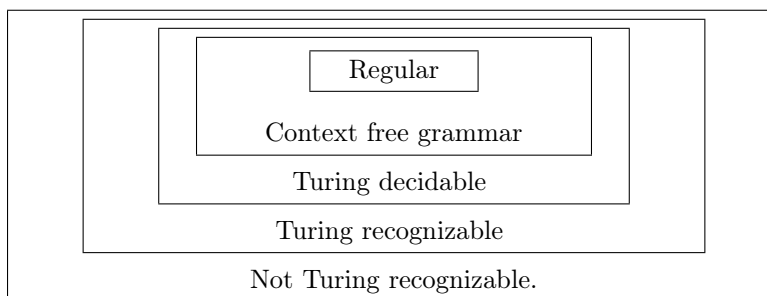 Regular
Context free grammar
Turing decidable
Turing recognizable
Not Turing recognizable.